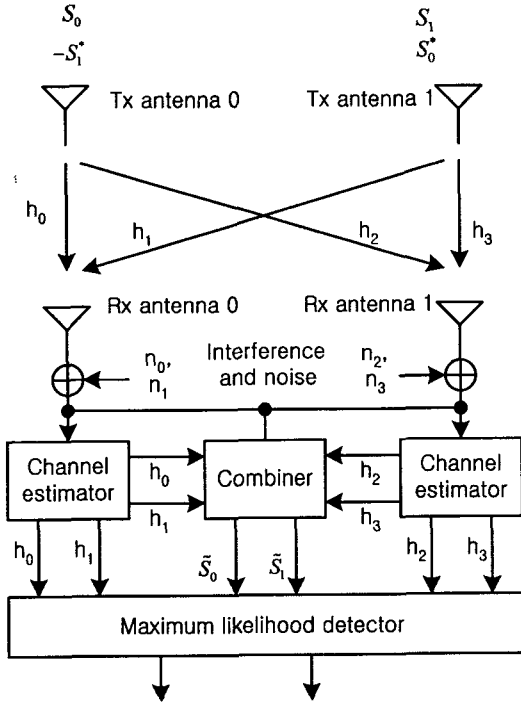 S₀ S₁
-S₁* S₀*
Tx antenna 0 Tx antenna 1
h₀ h₁ h₂ h₃
Rx antenna 0 Rx antenna 1
n₀, n₁
Interference and noise
n₂, n₃
Channel estimator
h₀
h₁
Combiner
h₂
h₃
Channel estimator
h₀ h₁ S̃₀ S̃₁ h₂ h₃
Maximum likelihood detector